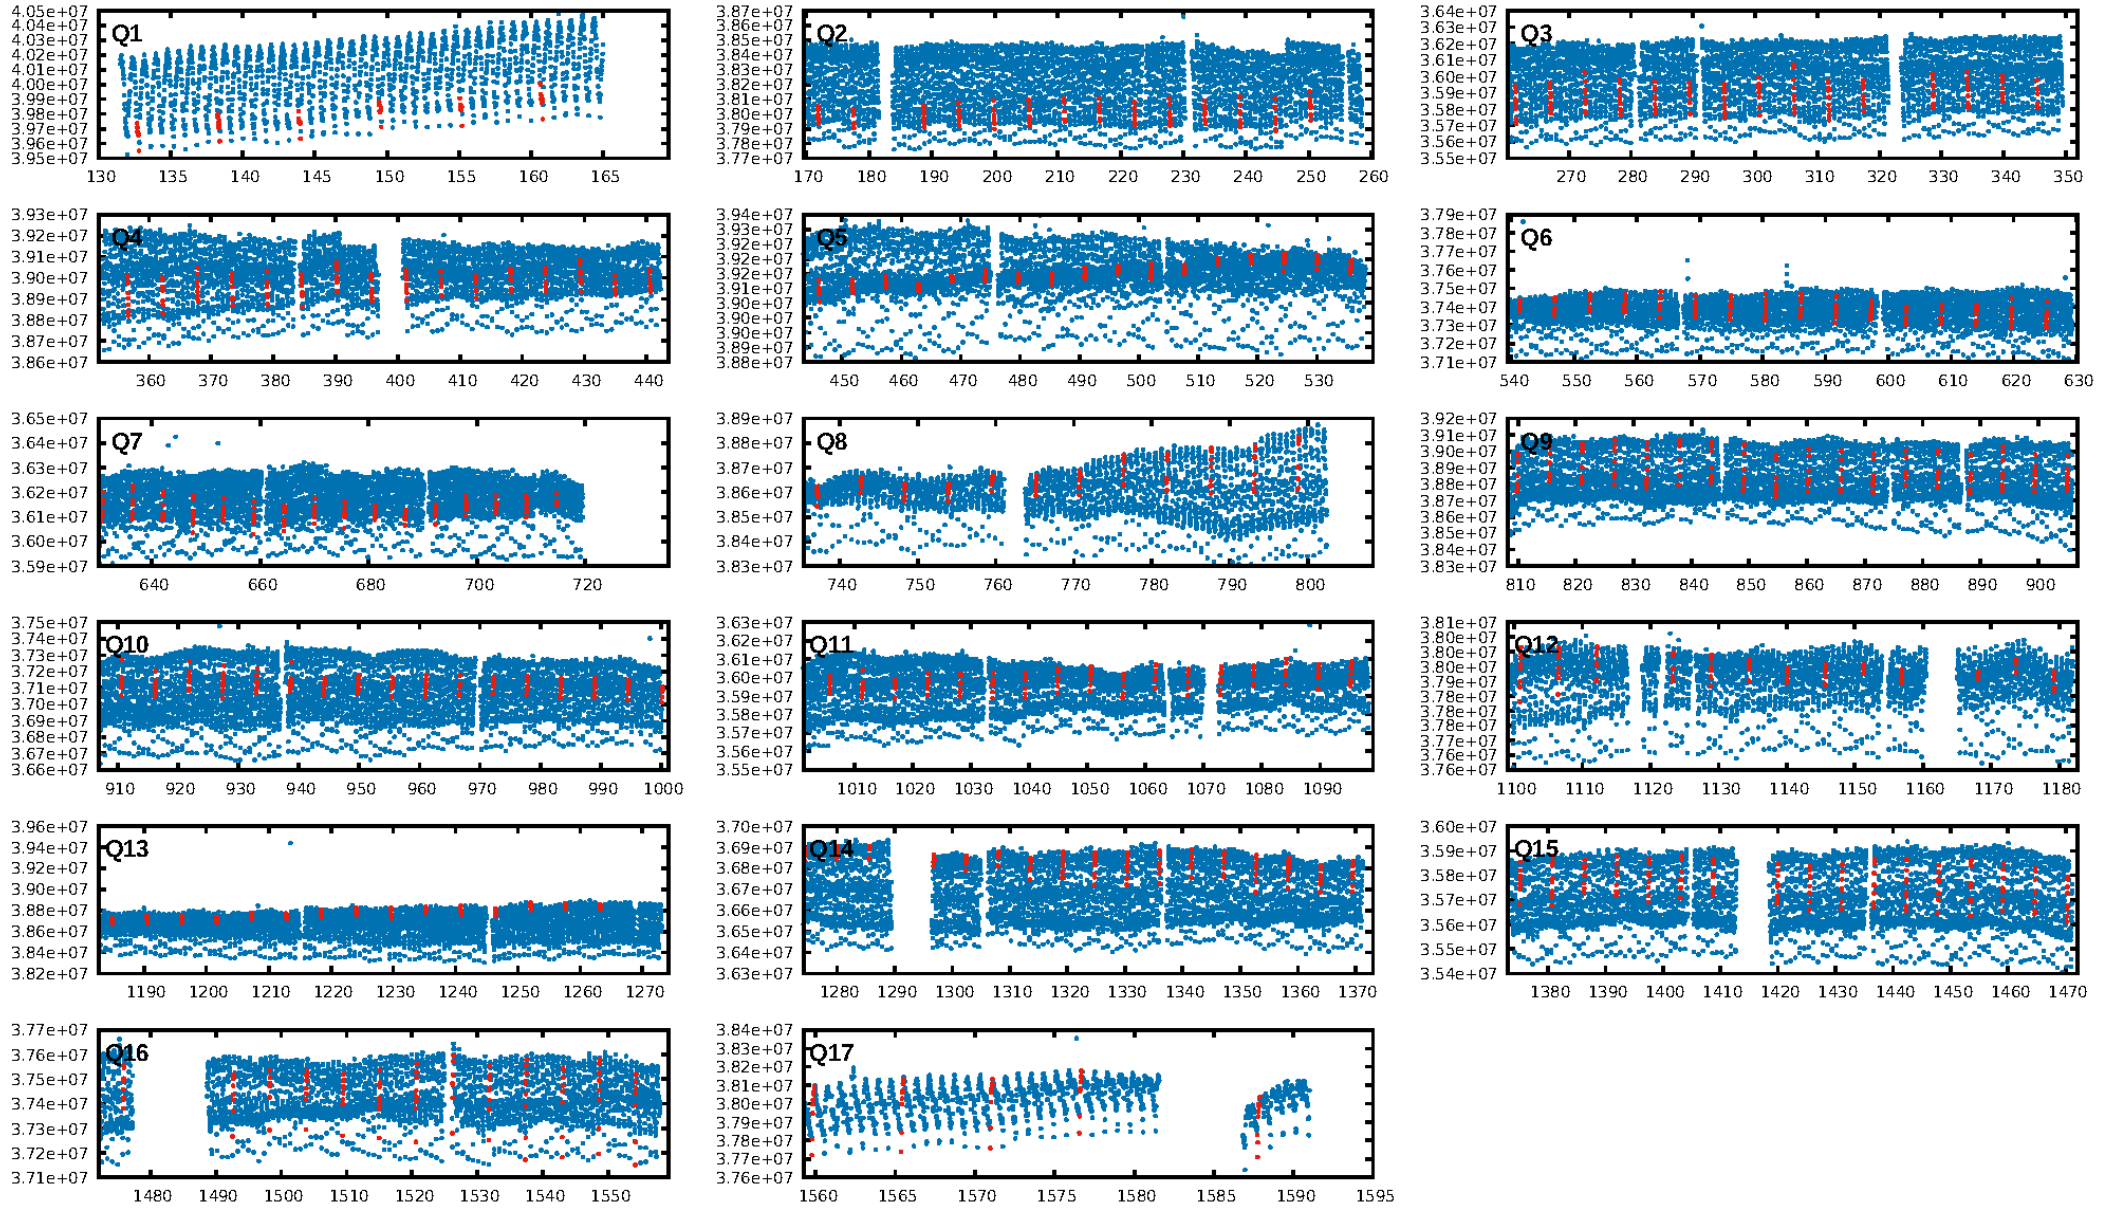 Q1
4.05e+07
4.04e+07
4.03e+07
4.02e+07
4.01e+07
4.00e+07
3.99e+07
3.98e+07
3.97e+07
3.96e+07
3.95e+07
130 135 140 145 150 155 160 165
Q2
3.87e+07
3.86e+07
3.85e+07
3.84e+07
3.83e+07
3.82e+07
3.81e+07
3.80e+07
3.79e+07
3.78e+07
3.77e+07
170 180 190 200 210 220 230 240 250 260
Q3
3.64e+07
3.63e+07
3.62e+07
3.61e+07
3.60e+07
3.59e+07
3.58e+07
3.57e+07
3.56e+07
3.55e+07
270 280 290 300 310 320 330 340 350
Q4
3.93e+07
3.92e+07
3.91e+07
3.90e+07
3.89e+07
3.88e+07
3.87e+07
3.86e+07
360 370 380 390 400 410 420 430 440
Q5
3.94e+07
3.93e+07
3.92e+07
3.92e+07
3.91e+07
3.91e+07
3.90e+07
3.90e+07
3.90e+07
3.89e+07
3.88e+07
450 460 470 480 490 500 510 520 530
Q6
3.79e+07
3.78e+07
3.77e+07
3.76e+07
3.75e+07
3.74e+07
3.73e+07
3.72e+07
3.71e+07
540 550 560 570 580 590 600 610 620 630
Q7
3.65e+07
3.64e+07
3.63e+07
3.62e+07
3.61e+07
3.60e+07
3.59e+07
640 660 680 700 720
Q8
3.89e+07
3.88e+07
3.87e+07
3.86e+07
3.85e+07
3.84e+07
3.83e+07
740 750 760 770 780 790 800
Q9
3.92e+07
3.91e+07
3.90e+07
3.89e+07
3.88e+07
3.87e+07
3.86e+07
3.85e+07
3.84e+07
3.83e+07
810 820 830 840 850 860 870 880 890 900
Q10
3.75e+07
3.74e+07
3.73e+07
3.72e+07
3.71e+07
3.70e+07
3.69e+07
3.68e+07
3.67e+07
3.66e+07
910 920 930 940 950 960 970 980 990 1000
Q11
3.63e+07
3.62e+07
3.61e+07
3.60e+07
3.59e+07
3.58e+07
3.57e+07
3.56e+07
3.55e+07
1010 1020 1030 1040 1050 1060 1070 1080 1090
Q12
3.81e+07
3.80e+07
3.80e+07
3.79e+07
3.79e+07
3.78e+07
3.78e+07
3.77e+07
3.77e+07
3.76e+07
3.76e+07
1100 1110 1120 1130 1140 1150 1160 1170 1180
Q13
3.96e+07
3.94e+07
3.92e+07
3.90e+07
3.88e+07
3.86e+07
3.84e+07
3.82e+07
1190 1200 1210 1220 1230 1240 1250 1260 1270
Q14
3.70e+07
3.69e+07
3.68e+07
3.67e+07
3.66e+07
3.65e+07
3.64e+07
3.63e+07
1280 1290 1300 1310 1320 1330 1340 1350 1360 1370
Q15
3.60e+07
3.59e+07
3.58e+07
3.57e+07
3.56e+07
3.55e+07
3.54e+07
1380 1390 1400 1410 1420 1430 1440 1450 1460 1470
Q16
3.77e+07
3.76e+07
3.75e+07
3.74e+07
3.73e+07
3.72e+07
3.71e+07
1480 1490 1500 1510 1520 1530 1540 1550
Q17
3.84e+07
3.83e+07
3.82e+07
3.81e+07
3.80e+07
3.79e+07
3.78e+07
3.77e+07
3.76e+07
1560 1565 1570 1575 1580 1585 1590 1595